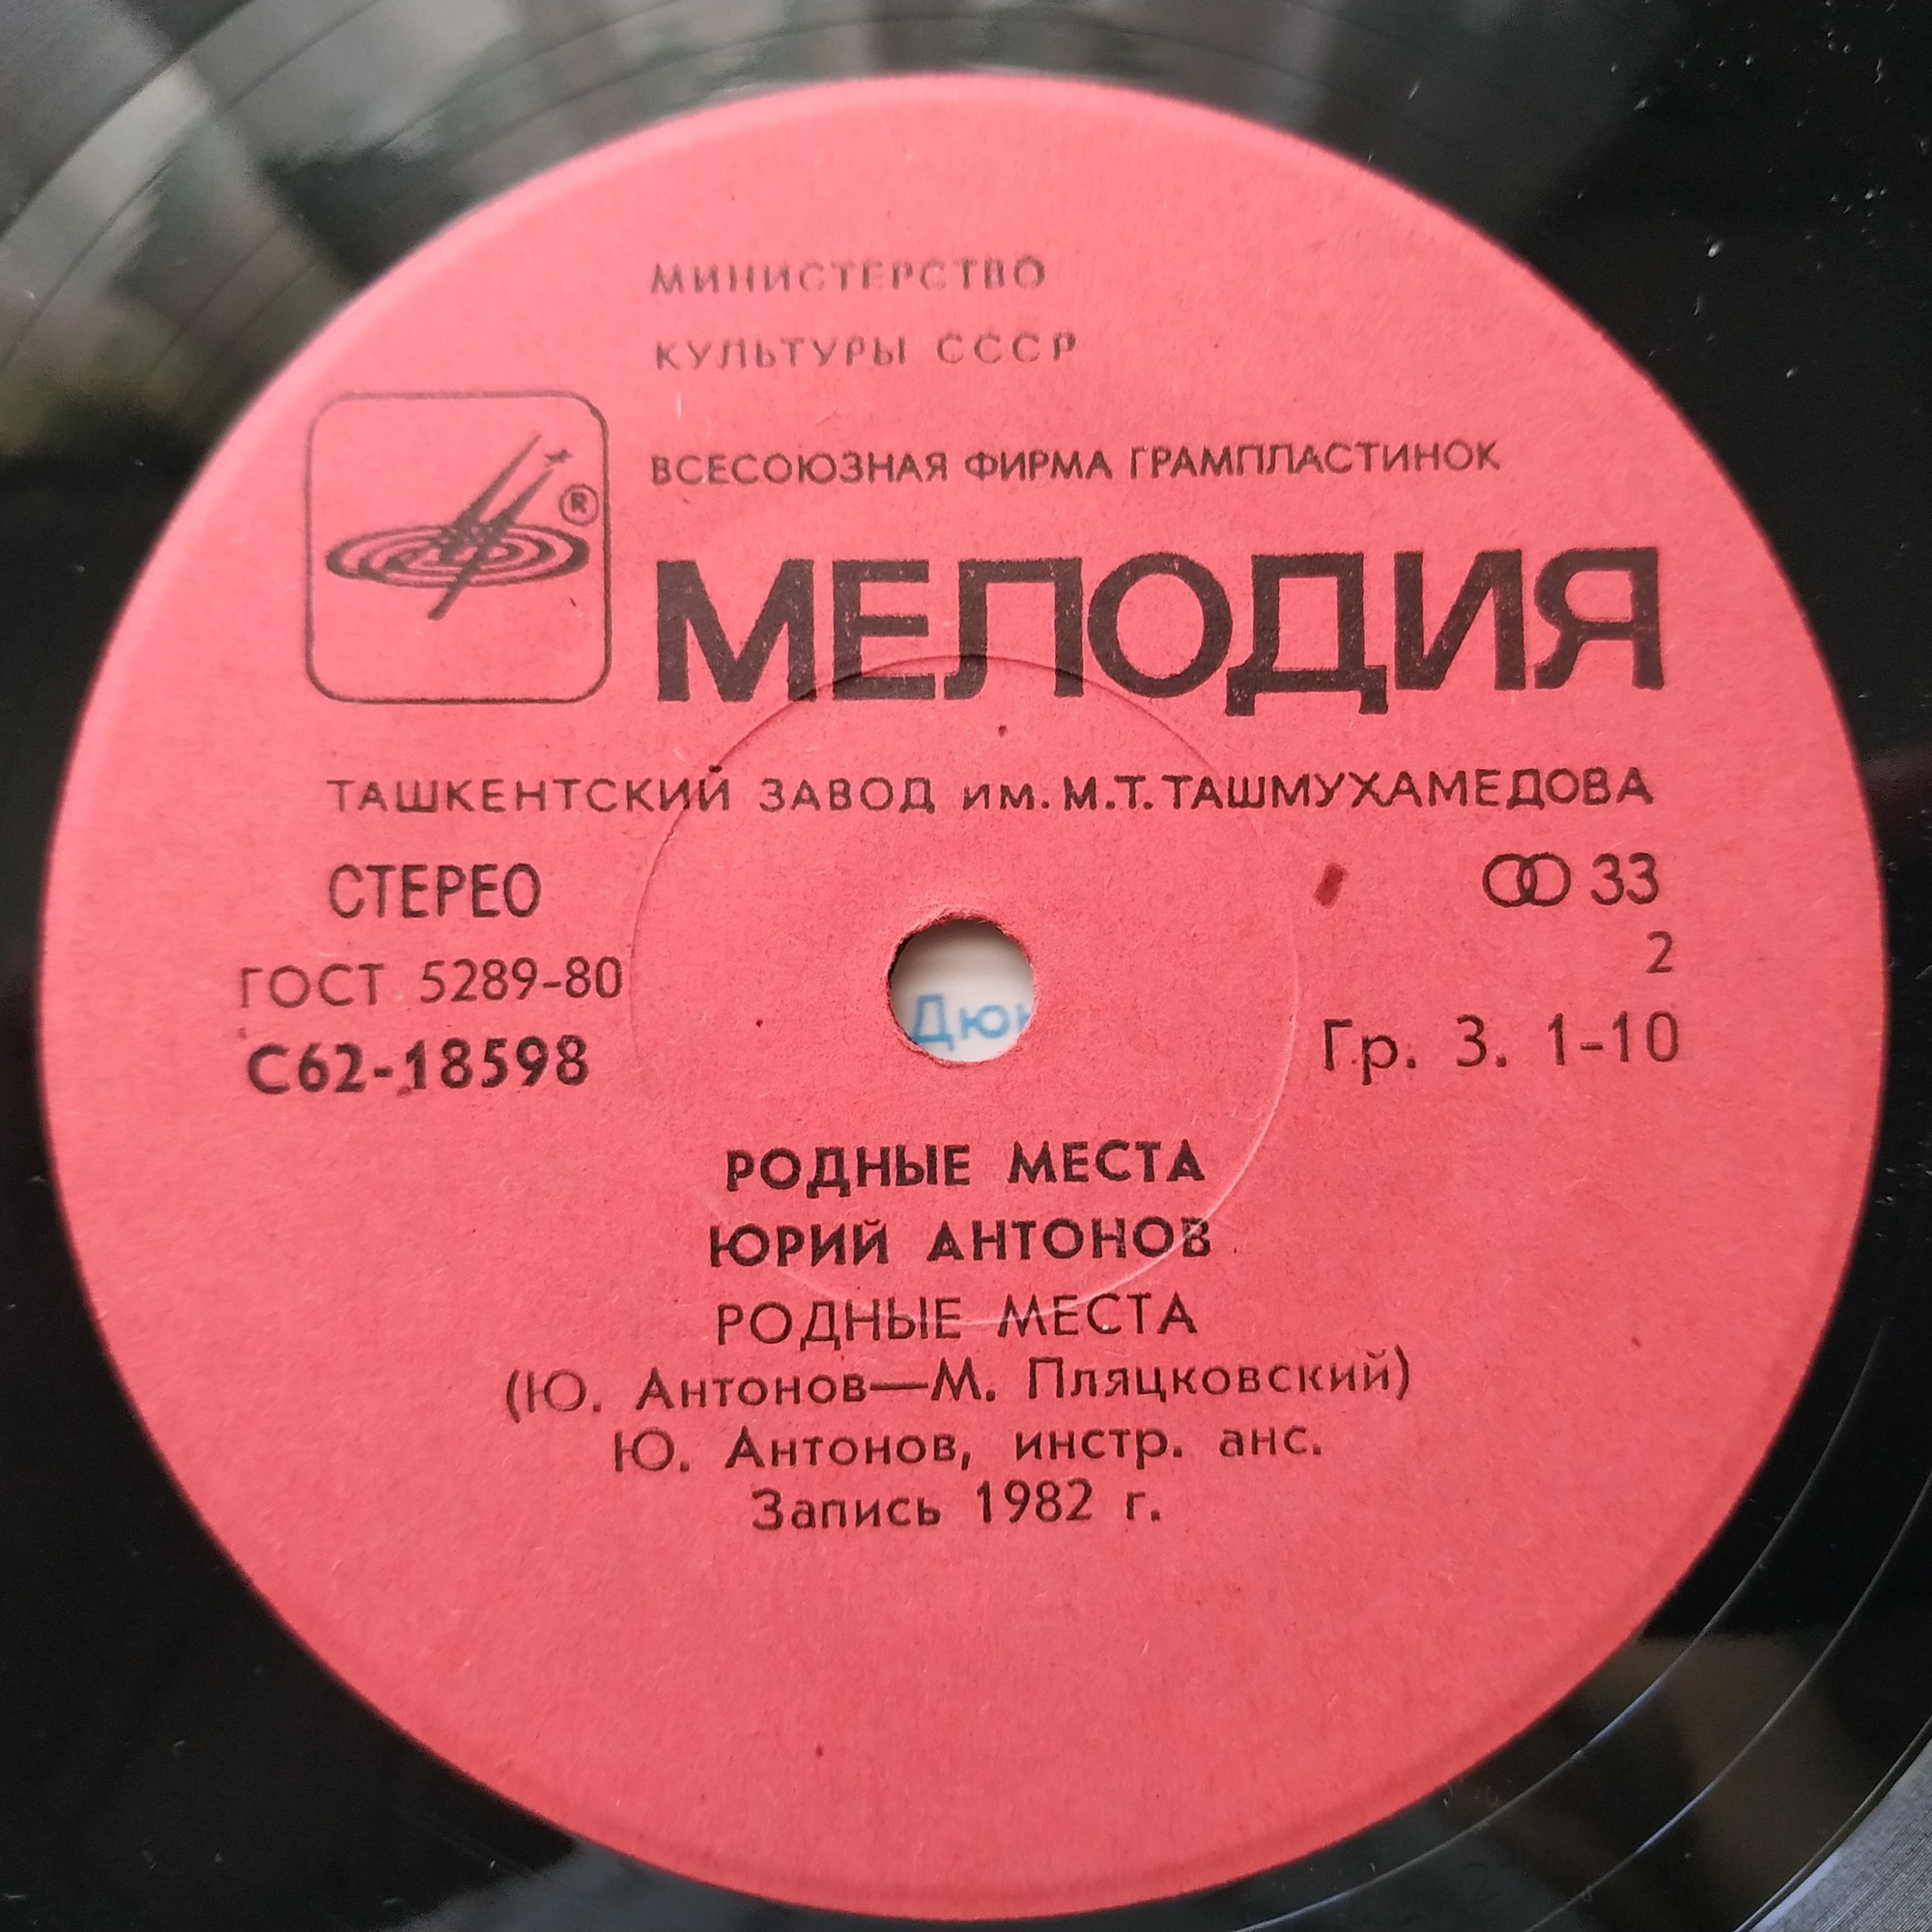 МИНИСТЕРСТВО
КУЛЬТУРЫ СССР
ВСЕСОЮЗНАЯ ФИРМА ГРАМПЛАСТИНОК
®
МЕЛОДИЯ
ТАШКЕНТСКИЙ ЗАВОД им. М.Т. ТАШМУХАМЕДОВА
СТЕРЕО 33
ГОСТ 5289-80 2
С62-18598 Гр. 3. 1-10
РОДНЫЕ МЕСТА
ЮРИЙ АНТОНОВ
РОДНЫЕ МЕСТА
(Ю. Антонов—М. Пляцковский)
Ю. Антонов, инстр. анс.
Запись 1982 г.